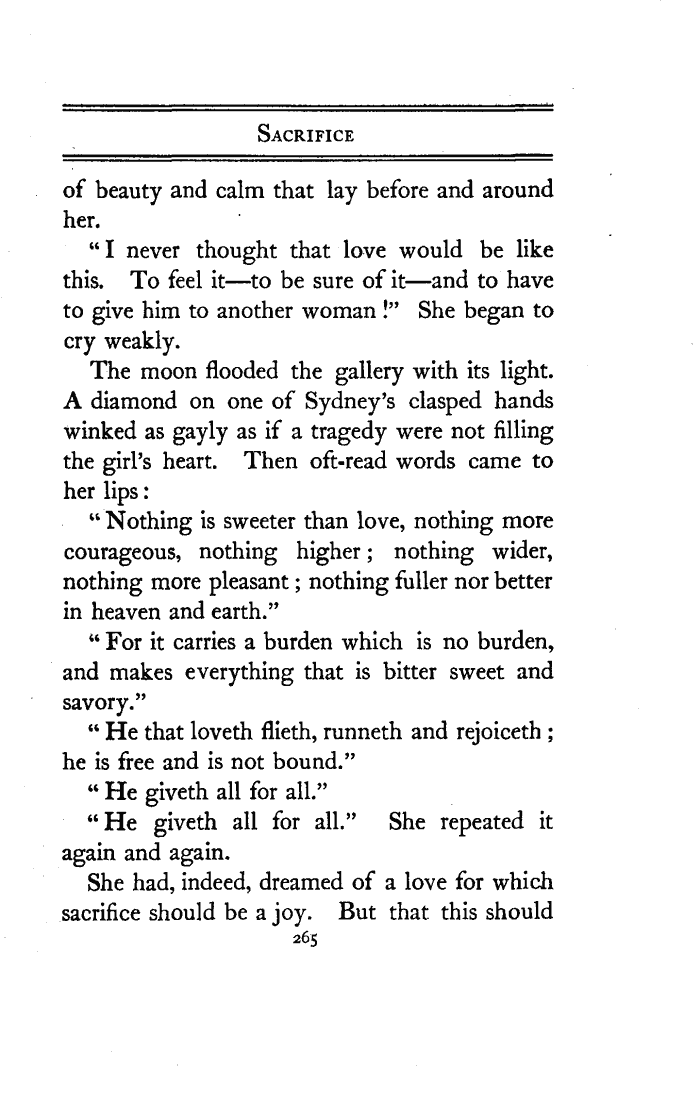 SACRIFICE
of beauty and calm that lay before and around
her.
“I never thought that love would be like
this. To feel it—to be sure of it—and to have
to give him to another woman!” She began to
cry weakly.
The moon flooded the gallery with its light.
A diamond on one of Sydney’s clasped hands
winked as gayly as if a tragedy were not filling
the girl’s heart. Then oft-read words came to
her lips:
“Nothing is sweeter than love, nothing more
courageous, nothing higher; nothing wider,
nothing more pleasant; nothing fuller nor better
in heaven and earth.”
“For it carries a burden which is no burden,
and makes everything that is bitter sweet and
savory.”
“He that loveth flieth, runneth and rejoiceth;
he is free and is not bound.”
“He giveth all for all.”
“He giveth all for all.” She repeated it
again and again.
She had, indeed, dreamed of a love for which
sacrifice should be a joy. But that this should
265